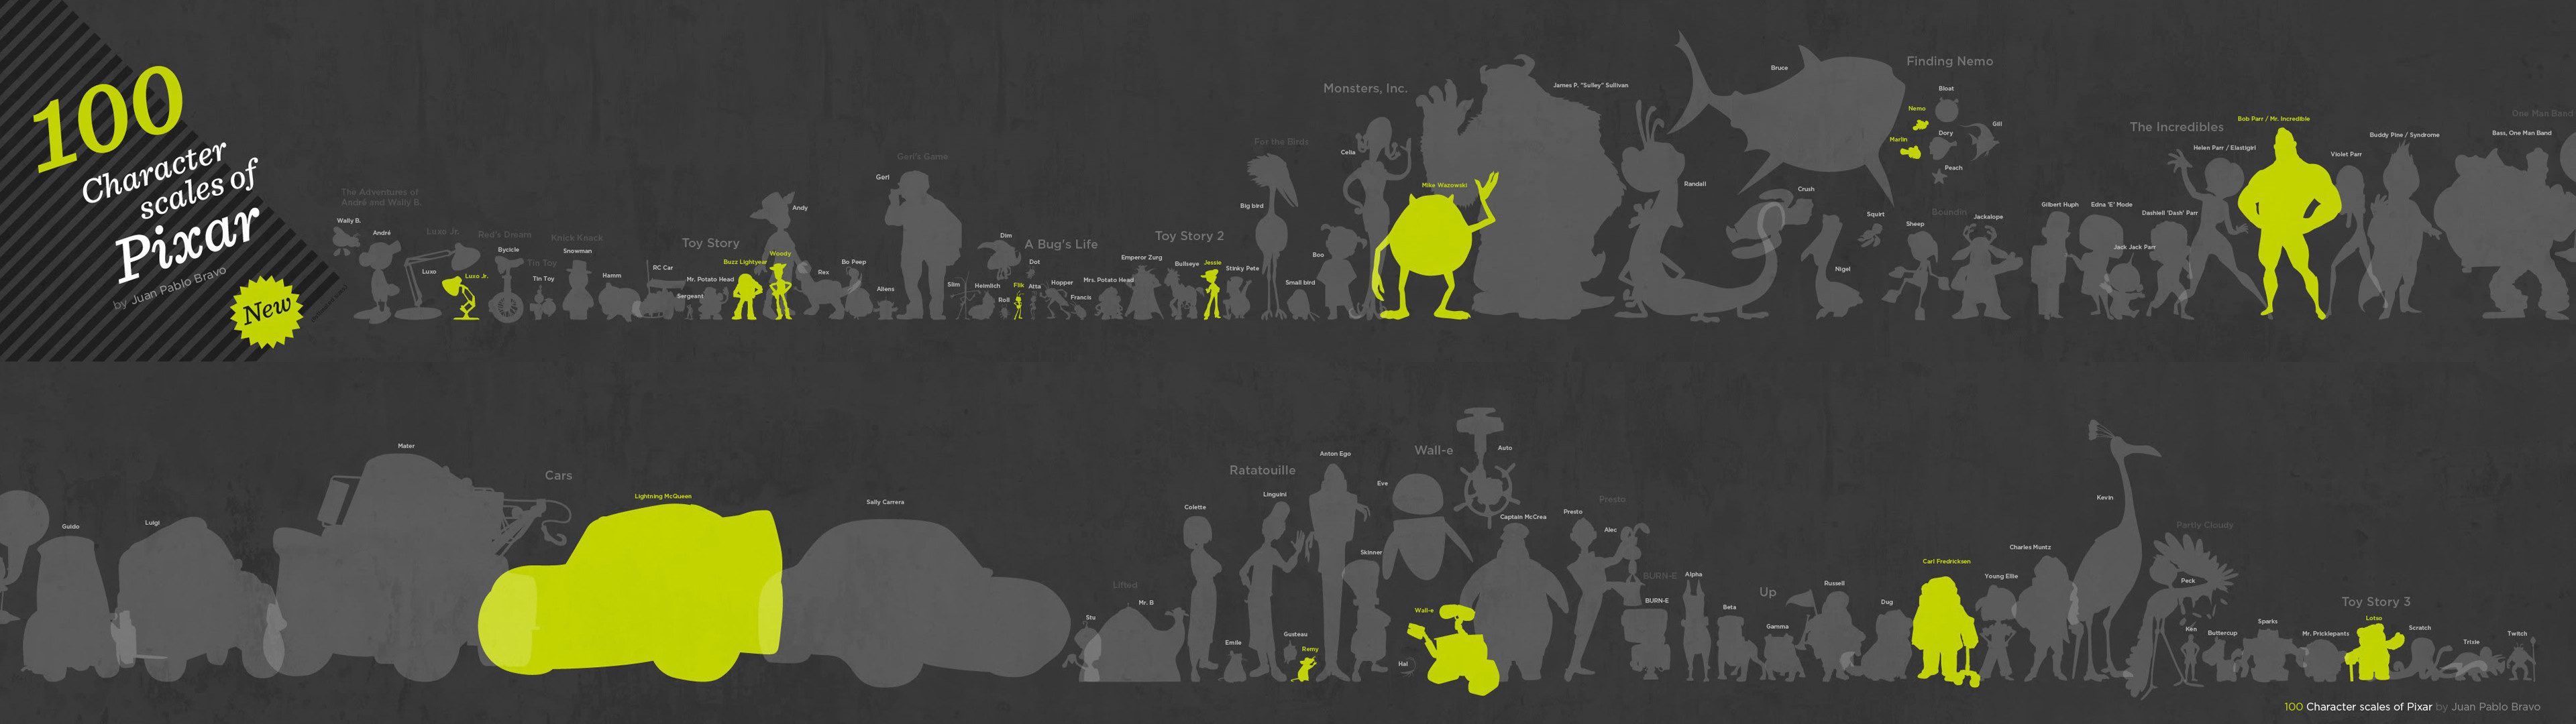 100
Character
scales of
Pixar
by Juan Pablo Bravo
New
The Adventures of
André and Wally B.
Wally B.
André
Luxo Jr.
Luxo
Luxo Jr.
Red's Dream
Bycicle
Tin Toy
Tin Toy
Knick Knack
Snowman
Toy Story
Hamm
RC Car
Sergeant
Mr. Potato Head
Buzz Lightyear
Woody
Andy
Rex
Bo Peep
Aliens
Geri's Game
Geri
A Bug's Life
Slim
Dim
Heimlich
Roll
Flik
Dot
Atta
Hopper
Francis
Toy Story 2
Mrs. Potato Head
Emperor Zurg
Bullseye
Jessie
Stinky Pete
For the Birds
Big bird
Small bird
Monsters, Inc.
Boo
Celia
Mike Wazowski
James P. "Sulley" Sullivan
Randall
Finding Nemo
Bruce
Crush
Nigel
Squirt
Marlin
Nemo
Bloat
Dory
Peach
Gill
Boundin
Sheep
Jackalope
The Incredibles
Gilbert Huph
Edna 'E' Mode
Jack Jack Parr
Dashiell 'Dash' Parr
Helen Parr / Elastigirl
Bob Parr / Mr. Incredible
Violet Parr
Buddy Pine / Syndrome
One Man Band
Bass, One Man Band
Cars
Guido
Luigi
Mater
Lightning McQueen
Sally Carrera
Lifted
Stu
Mr. B
Ratatouille
Colette
Emile
Linguini
Gusteau
Remy
Anton Ego
Skinner
Wall-e
Eve
Hal
Wall-e
Auto
Captain McCrea
Presto
Presto
Alec
BURN-E
BURN-E
Up
Alpha
Beta
Gamma
Russell
Dug
Carl Fredricksen
Young Ellie
Charles Muntz
Kevin
Partly Cloudy
Peck
Toy Story 3
Ken
Buttercup
Sparks
Mr. Pricklepants
Lotso
Scratch
Trixie
Twitch
100 Character scales of Pixar by Juan Pablo Bravo